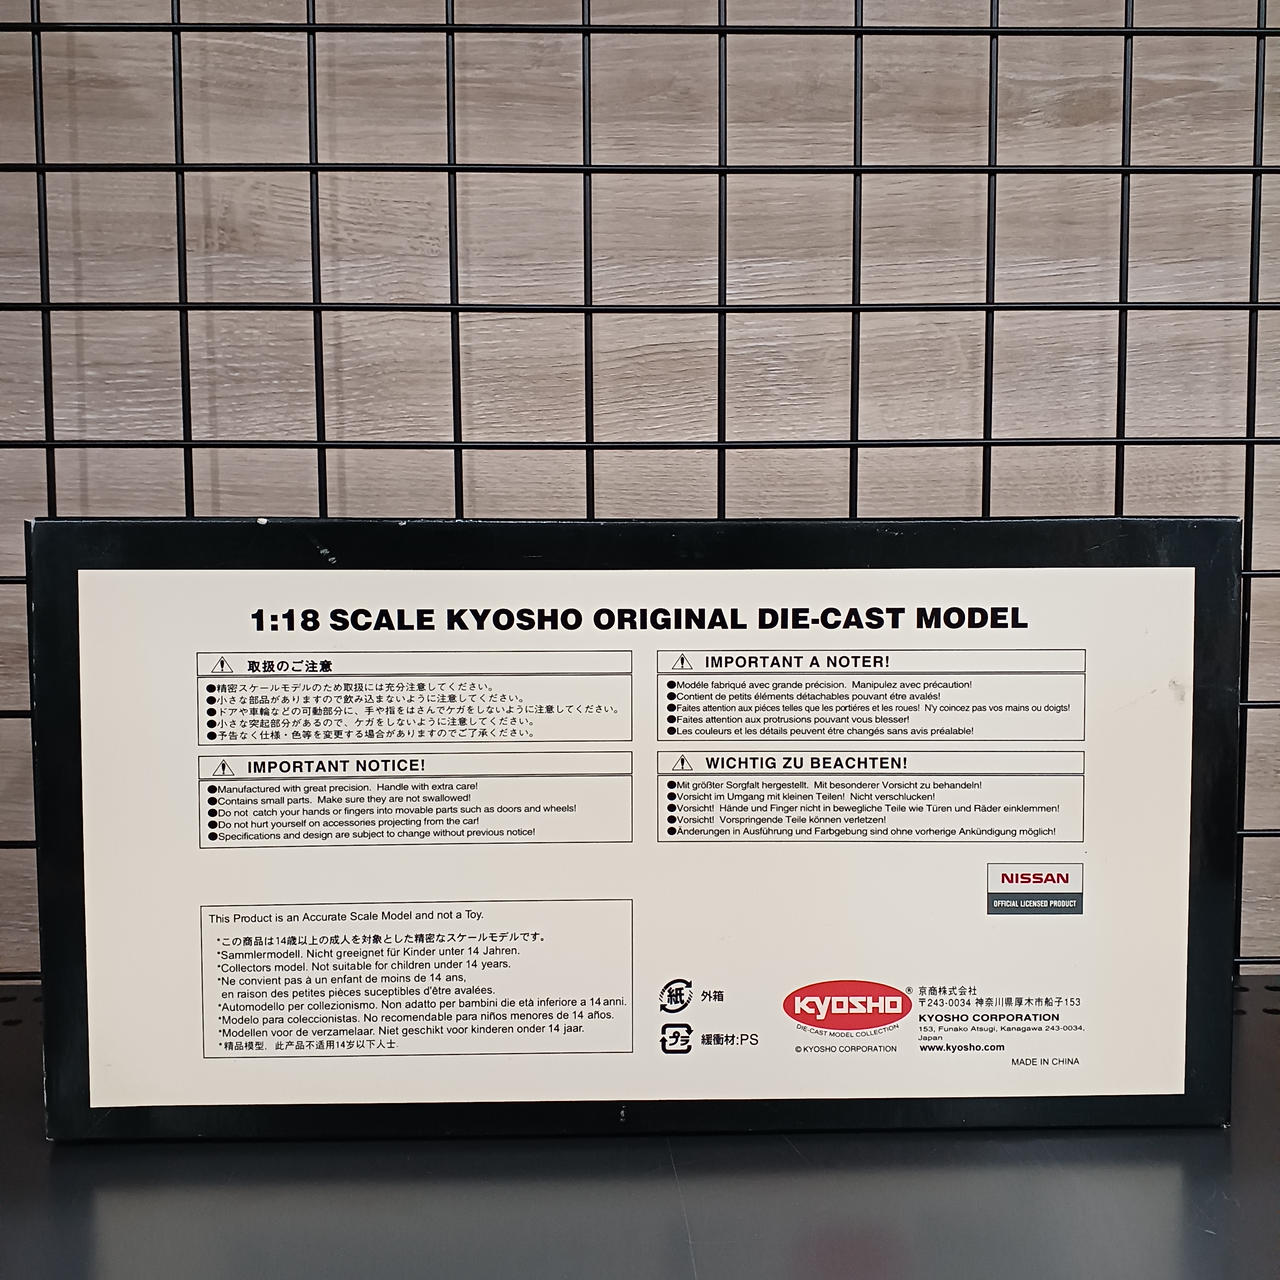 1:18 SCALE KYOSHO ORIGINAL DIE-CAST MODEL
取扱のご注意
●精密スケールモデルのため取扱には充分注意してください。
●小さな部品がありますので飲み込まないように注意してください。
●ドアや車輪などの可動部分に、手や指をはさんでケガをしないように注意してください。
●小さな突起部分があるので、ケガをしないように注意してください。
●予告なく仕様・色等を変更する場合がありますのでご了承ください。
IMPORTANT NOTICE!
●Manufactured with great precision. Handle with extra care!
●Contains small parts. Make sure they are not swallowed!
●Do not catch your hands or fingers into movable parts such as doors and wheels!
●Do not hurt yourself on accessories projecting from the car!
●Specifications and design are subject to change without previous notice!
IMPORTANT A NOTER!
●Modéle fabriqué avec grande précision. Manipulez avec précaution!
●Contient de petits éléments détachables pouvant étre avalés!
●Faites attention aux piéces telles que les portiéres et les roues! N'y coincez pas vos mains ou doigts!
●Faites attention aux protrusions pouvant vous blesser!
●Les couleurs et les détails peuvent étre changés sans avis préalable!
WICHTIG ZU BEACHTEN!
●Mit größter Sorgfalt hergestellt. Mit besonderer Vorsicht zu behandeln!
●Vorsicht im Umgang mit kleinen Teilen! Nicht verschlucken!
●Vorsicht! Hände und Finger nicht in bewegliche Teile wie Türen und Räder einklemmen!
●Vorsicht! Vorspringende Teile können verletzen!
●Änderungen in Ausführung und Farbgebung sind ohne vorherige Ankündigung möglich!
This Product is an Accurate Scale Model and not a Toy.
*この商品は14歳以上の成人を対象とした精密なスケールモデルです。
*Sammlermodell. Nicht geeignet für Kinder unter 14 Jahren.
*Collectors model. Not suitable for children under 14 years.
*Ne convient pas à un enfant de moins de 14 ans,
en raison des petites pièces suceptibles d'être avalées.
*Automodello per collezionismo. Non adatto per bambini die età inferiore a 14 anni.
*Modelo para coleccionistas. No recomendable para niños menores de 14 años.
*Modellen voor de verzamelaar. Niet geschikt voor kinderen onder 14 jaar.
*精品模型．此产品不适用14岁以下人士．
NISSAN
OFFICIAL LICENSED PRODUCT
紙 外箱
プラ 緩衝材:PS
KYOSHO®
DIE-CAST MODEL COLLECTION
© KYOSHO CORPORATION
京商株式会社
〒243-0034 神奈川県厚木市船子153
KYOSHO CORPORATION
153, Funako Atsugi, Kanagawa 243-0034,
Japan
www.kyosho.com
MADE IN CHINA